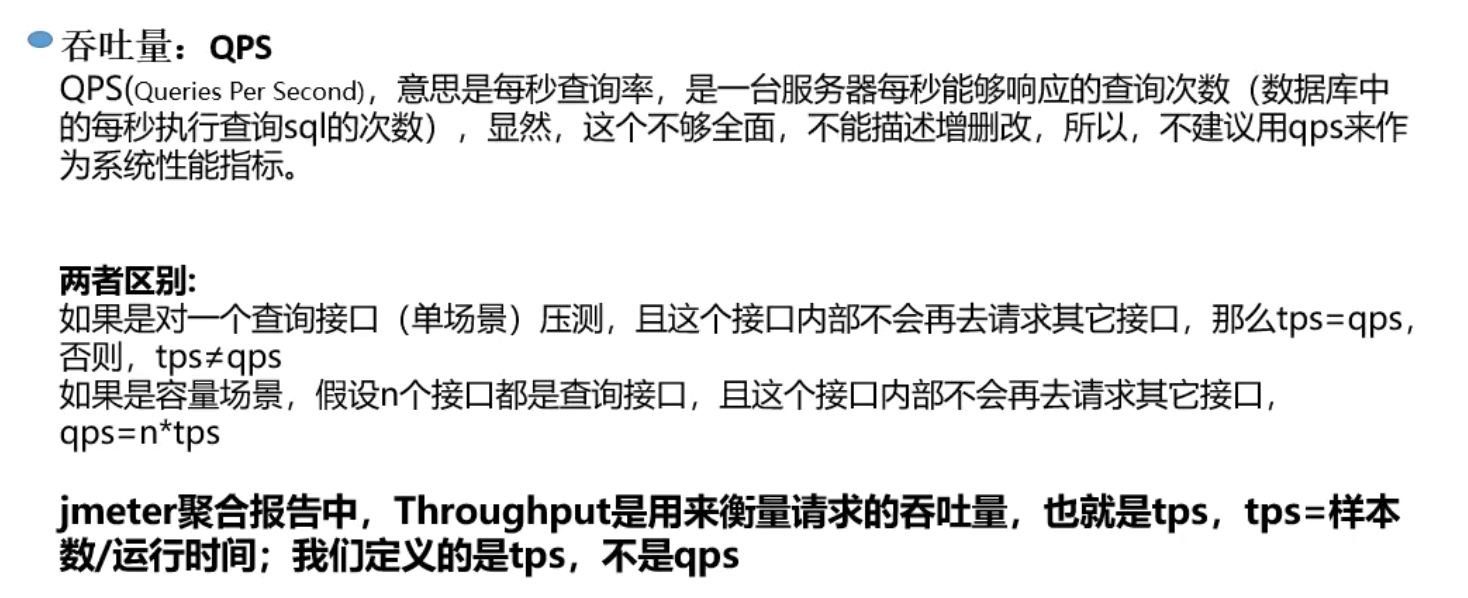 吞吐量：QPS
QPS(Queries Per Second)，意思是每秒查询率，是一台服务器每秒能够响应的查询次数（数据库中
的每秒执行查询sql的次数），显然，这个不够全面，不能描述增删改，所以，不建议用qps来作
为系统性能指标。
两者区别:
如果是对一个查询接口（单场景）压测，且这个接口内部不会再去请求其它接口，那么tps=qps，
否则，tps≠qps
如果是容量场景，假设n个接口都是查询接口，且这个接口内部不会再去请求其它接口，
qps=n*tps
jmeter聚合报告中，Throughput是用来衡量请求的吞吐量，也就是tps，tps=样本
数/运行时间；我们定义的是tps，不是qps